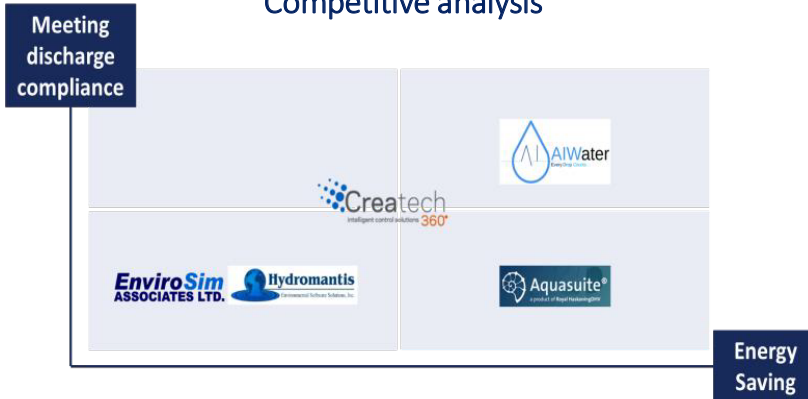 Competitive analysis
Meeting
discharge
compliance
AIWater
Createch
intelligent control solutions 360°
EnviroSim
ASSOCIATES LTD.
Hydromantis
Environmental Software Solutions, Inc.
Aquasuite®
a product of Royal HaskoningDHV
Energy
Saving